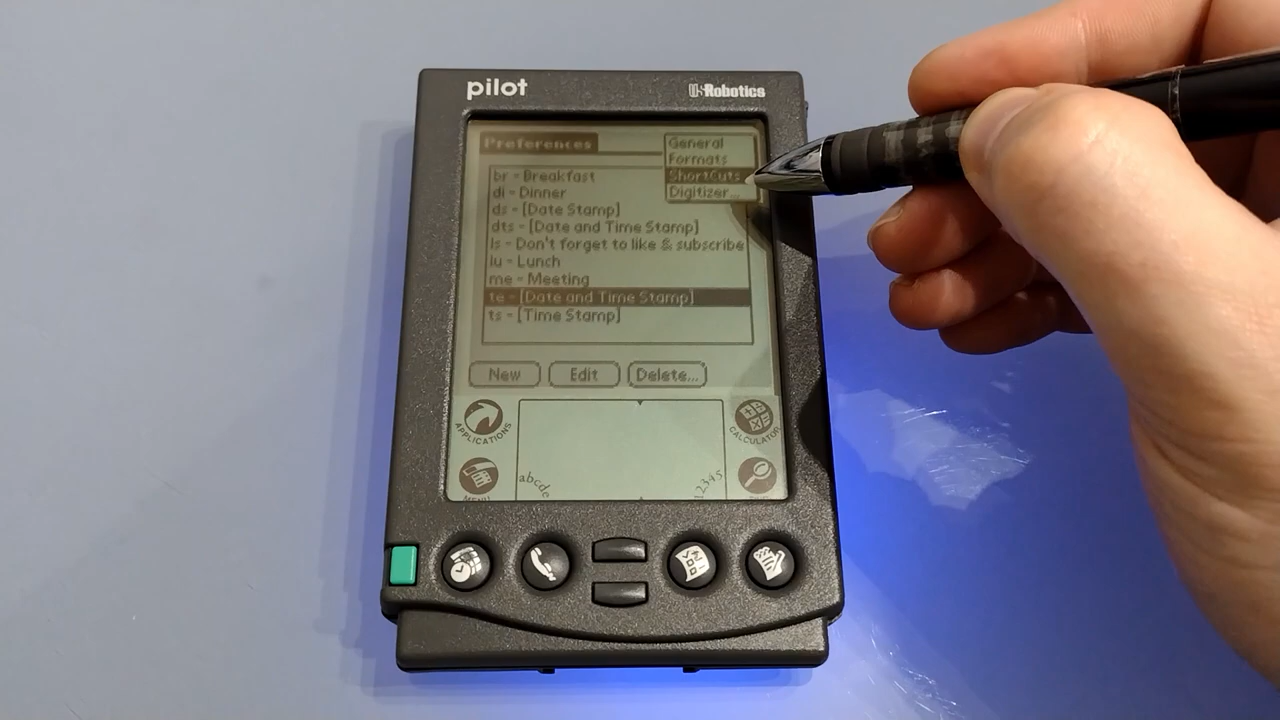 pilot
US Robotics
Preferences
General
Formats
ShortCuts
Digitizer...
br - Breakfast
di - Dinner
ds - [Date Stamp]
dts - [Date and Time Stamp]
ls - Don't forget to like & subscribe
lu - Lunch
me - Meeting
te - [Date and Time Stamp]
ts - [Time Stamp]
New
Edit
Delete...
APPLICATIONS
CALCULATOR
MENU
abcde
12345